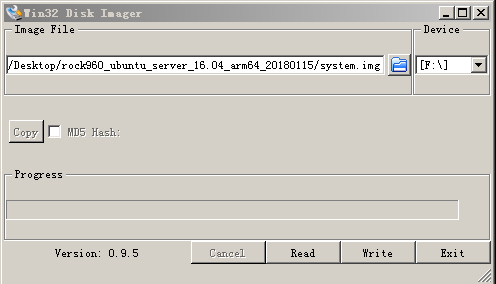 Win32 Disk Imager
Image File
Device
/Desktop/rock960_ubuntu_server_16.04_arm64_20180115/system.img
[F:\]
Copy
MD5 Hash:
Progress
Version: 0.9.5
Cancel
Read
Write
Exit